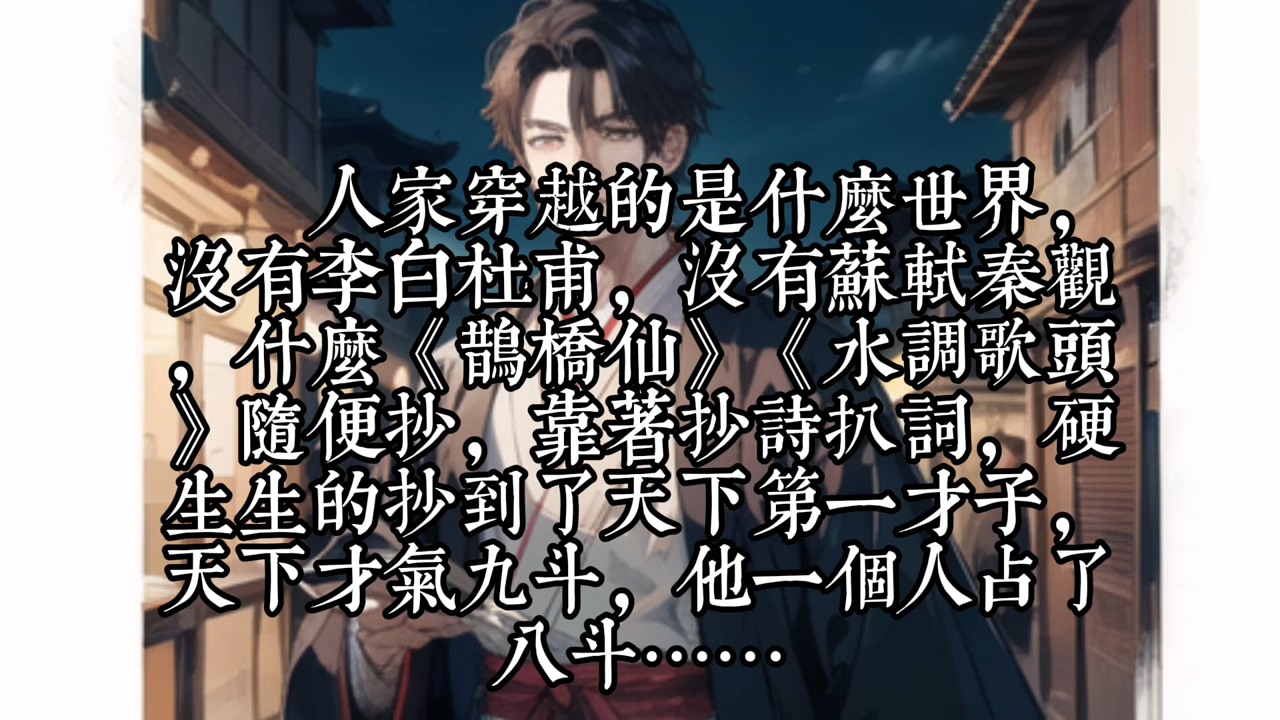 人家穿越的是什麼世界，
沒有李白杜甫，沒有蘇軾秦觀
，什麼《鵲橋仙》《水調歌頭
》隨便抄，靠著抄詩扒詞，硬
生生的抄到了天下第一才子，
天下才氣九斗，他一個人占了
八斗……